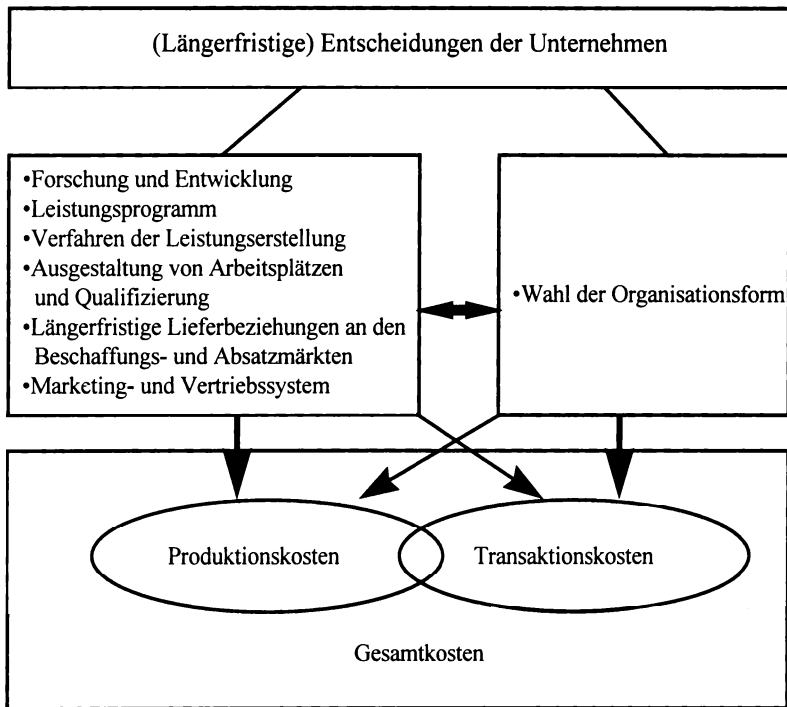 (Längerfristige) Entscheidungen der Unternehmen
•Forschung und Entwicklung
•Leistungsprogramm
•Verfahren der Leistungserstellung
•Ausgestaltung von Arbeitsplätzen
und Qualifizierung
•Längerfristige Lieferbeziehungen an den
Beschaffungs- und Absatzmärkten
•Marketing- und Vertriebssystem
•Wahl der Organisationsform
Produktionskosten
Transaktionskosten
Gesamtkosten